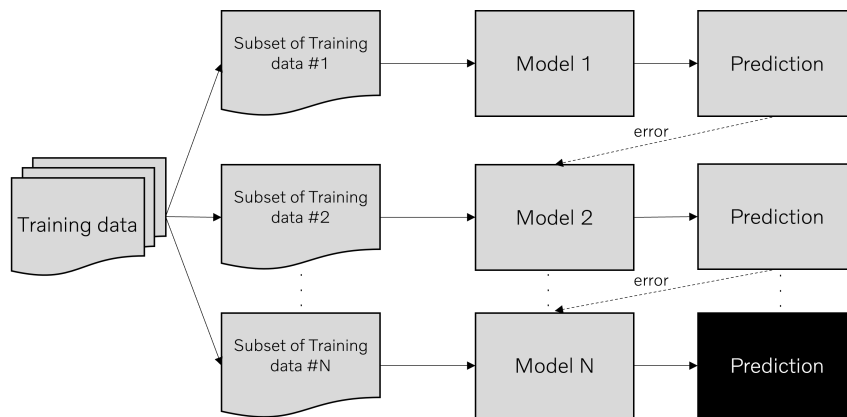 Subset of Training
data #1
Model 1
Prediction
error
Training data
Subset of Training
data #2
Model 2
Prediction
error
Subset of Training
data #N
Model N
Prediction